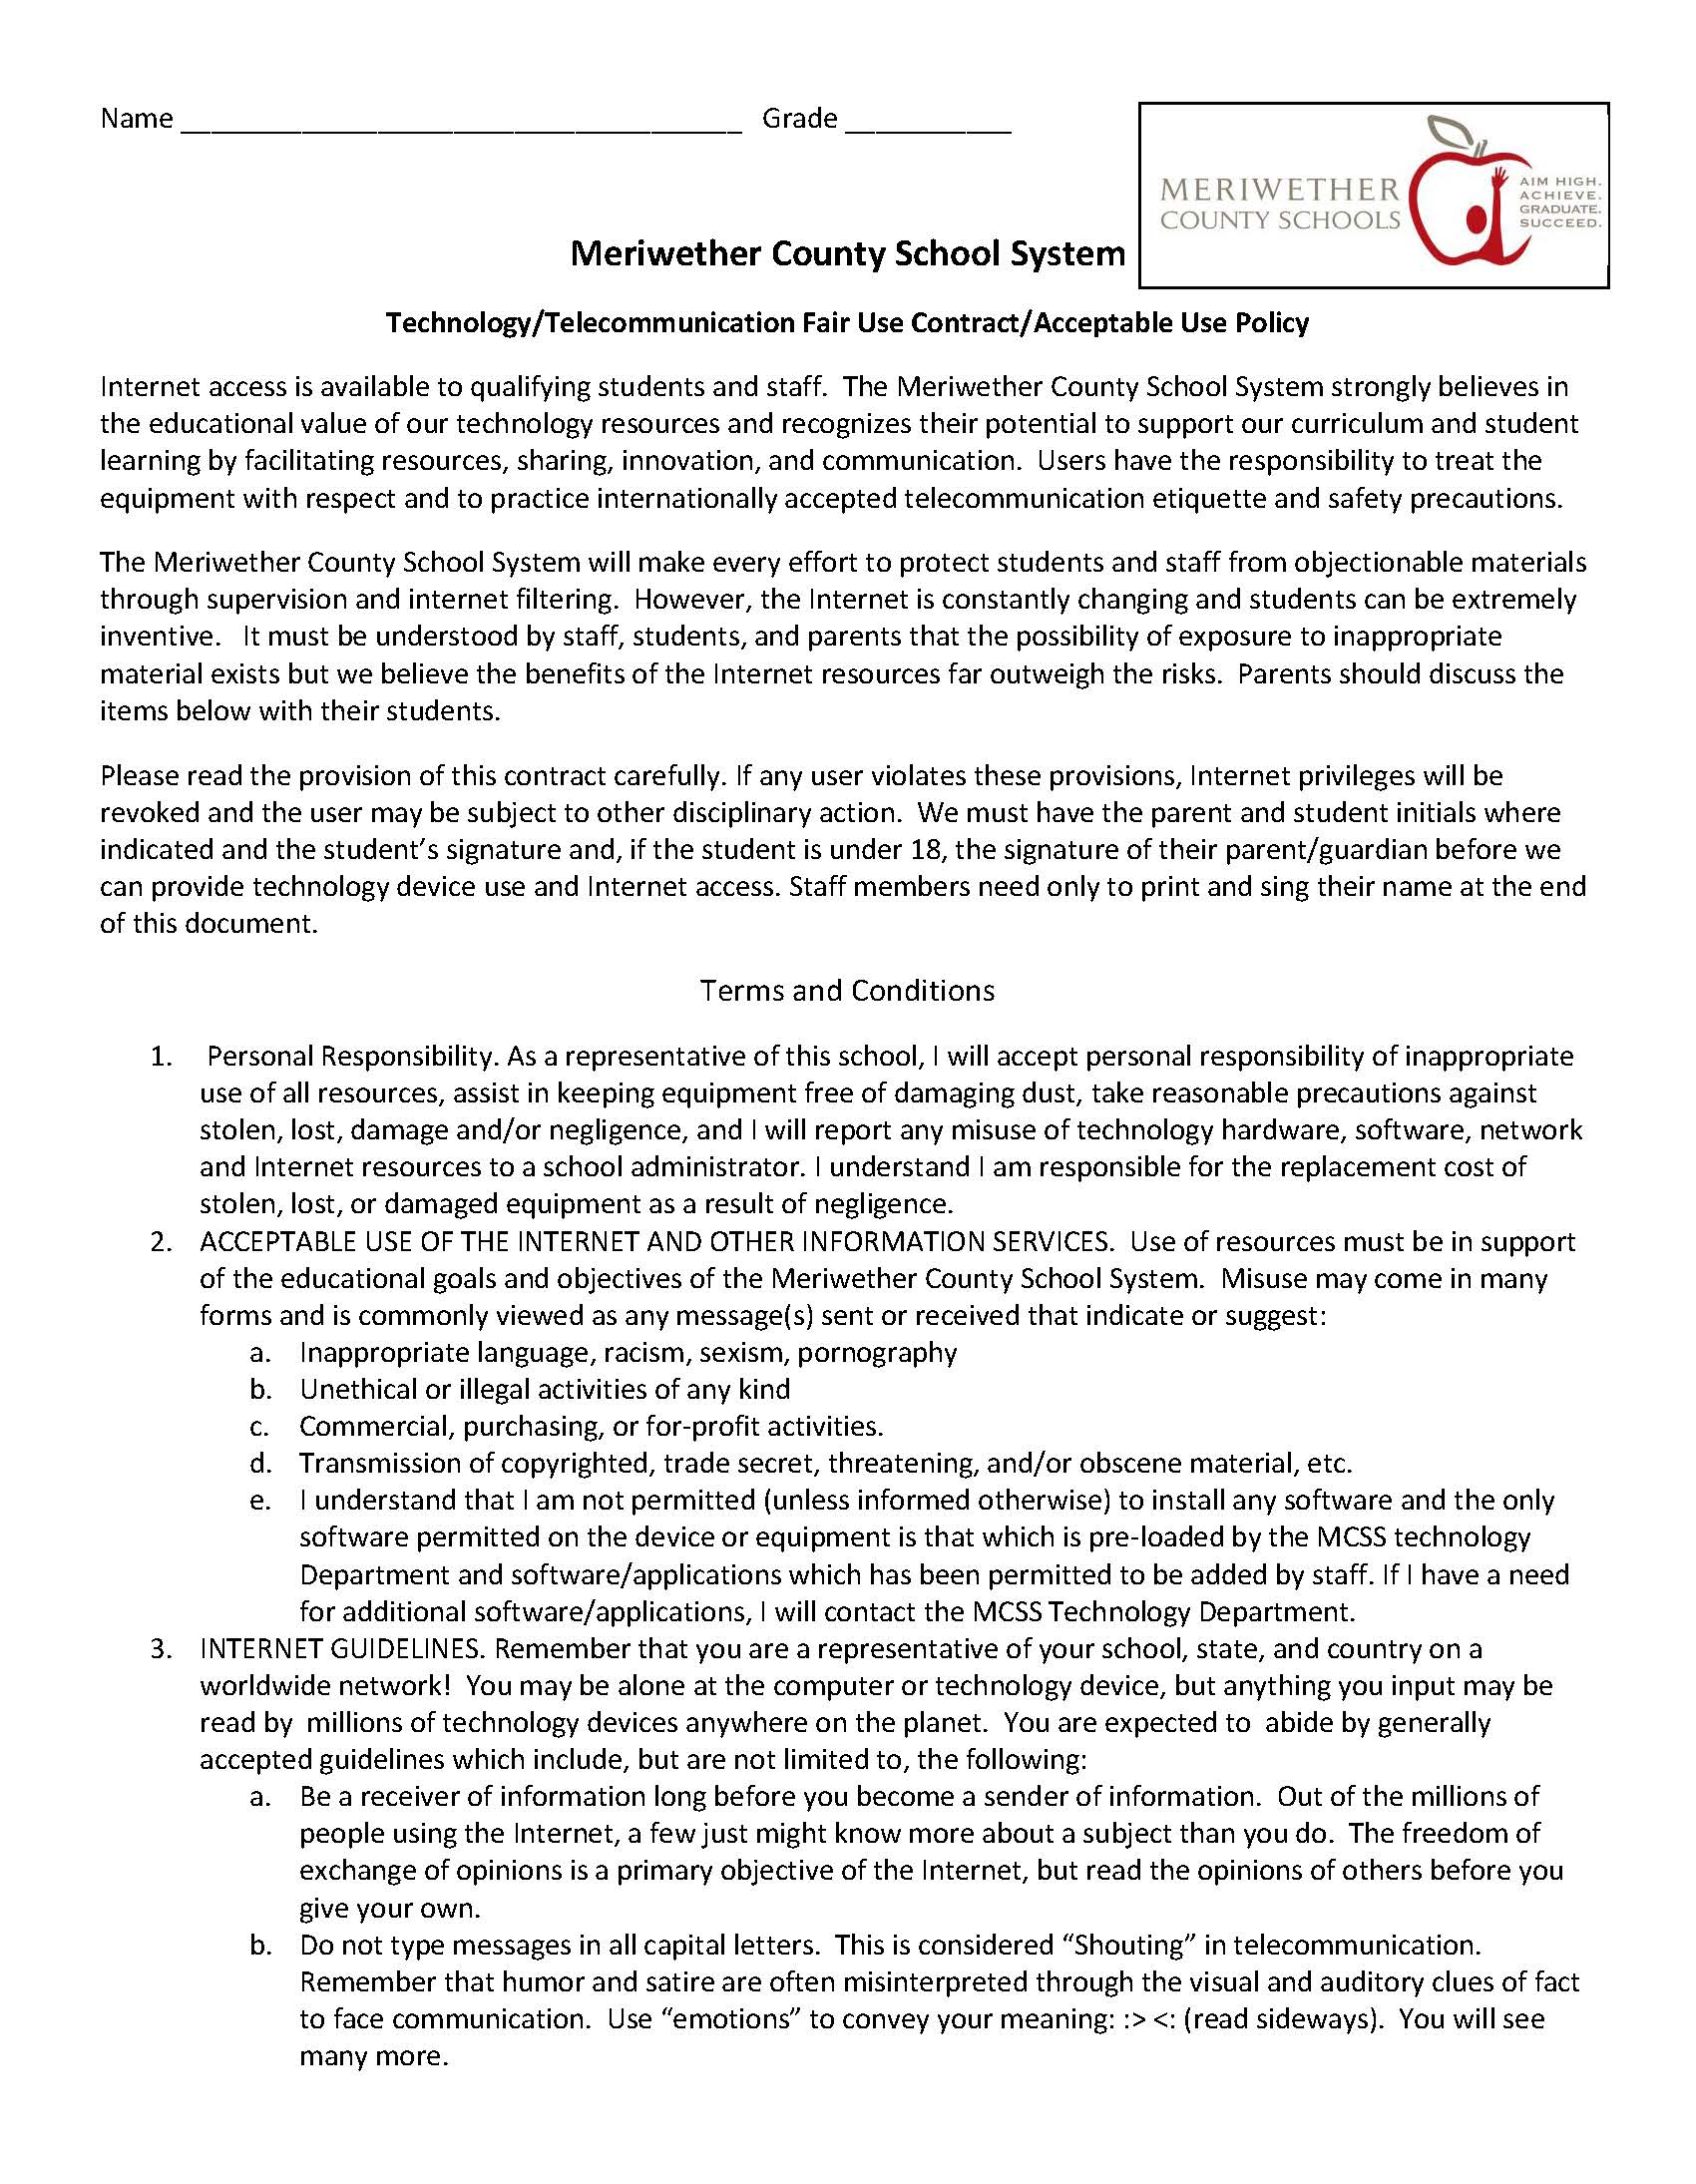 Name _____________________________________ Grade ___________
MERIWETHER
COUNTY SCHOOLS
AIM HIGH.
ACHIEVE.
GRADUATE.
SUCCEED.
Meriwether County School System
Technology/Telecommunication Fair Use Contract/Acceptable Use Policy
Internet access is available to qualifying students and staff.  The Meriwether County School System strongly believes in
the educational value of our technology resources and recognizes their potential to support our curriculum and student
learning by facilitating resources, sharing, innovation, and communication.  Users have the responsibility to treat the
equipment with respect and to practice internationally accepted telecommunication etiquette and safety precautions.
The Meriwether County School System will make every effort to protect students and staff from objectionable materials
through supervision and internet filtering.  However, the Internet is constantly changing and students can be extremely
inventive.   It must be understood by staff, students, and parents that the possibility of exposure to inappropriate
material exists but we believe the benefits of the Internet resources far outweigh the risks.  Parents should discuss the
items below with their students.
Please read the provision of this contract carefully. If any user violates these provisions, Internet privileges will be
revoked and the user may be subject to other disciplinary action.  We must have the parent and student initials where
indicated and the student’s signature and, if the student is under 18, the signature of their parent/guardian before we
can provide technology device use and Internet access. Staff members need only to print and sing their name at the end
of this document.
Terms and Conditions
1. Personal Responsibility. As a representative of this school, I will accept personal responsibility of inappropriate
use of all resources, assist in keeping equipment free of damaging dust, take reasonable precautions against
stolen, lost, damage and/or negligence, and I will report any misuse of technology hardware, software, network
and Internet resources to a school administrator. I understand I am responsible for the replacement cost of
stolen, lost, or damaged equipment as a result of negligence.
2. ACCEPTABLE USE OF THE INTERNET AND OTHER INFORMATION SERVICES.  Use of resources must be in support
of the educational goals and objectives of the Meriwether County School System.  Misuse may come in many
forms and is commonly viewed as any message(s) sent or received that indicate or suggest:
a. Inappropriate language, racism, sexism, pornography
b. Unethical or illegal activities of any kind
c. Commercial, purchasing, or for-profit activities.
d. Transmission of copyrighted, trade secret, threatening, and/or obscene material, etc.
e. I understand that I am not permitted (unless informed otherwise) to install any software and the only
software permitted on the device or equipment is that which is pre-loaded by the MCSS technology
Department and software/applications which has been permitted to be added by staff. If I have a need
for additional software/applications, I will contact the MCSS Technology Department.
3. INTERNET GUIDELINES. Remember that you are a representative of your school, state, and country on a
worldwide network!  You may be alone at the computer or technology device, but anything you input may be
read by  millions of technology devices anywhere on the planet.  You are expected to  abide by generally
accepted guidelines which include, but are not limited to, the following:
a. Be a receiver of information long before you become a sender of information.  Out of the millions of
people using the Internet, a few just might know more about a subject than you do.  The freedom of
exchange of opinions is a primary objective of the Internet, but read the opinions of others before you
give your own.
b. Do not type messages in all capital letters.  This is considered “Shouting” in telecommunication.
Remember that humor and satire are often misinterpreted through the visual and auditory clues of fact
to face communication.  Use “emotions” to convey your meaning: :> <: (read sideways).  You will see
many more.